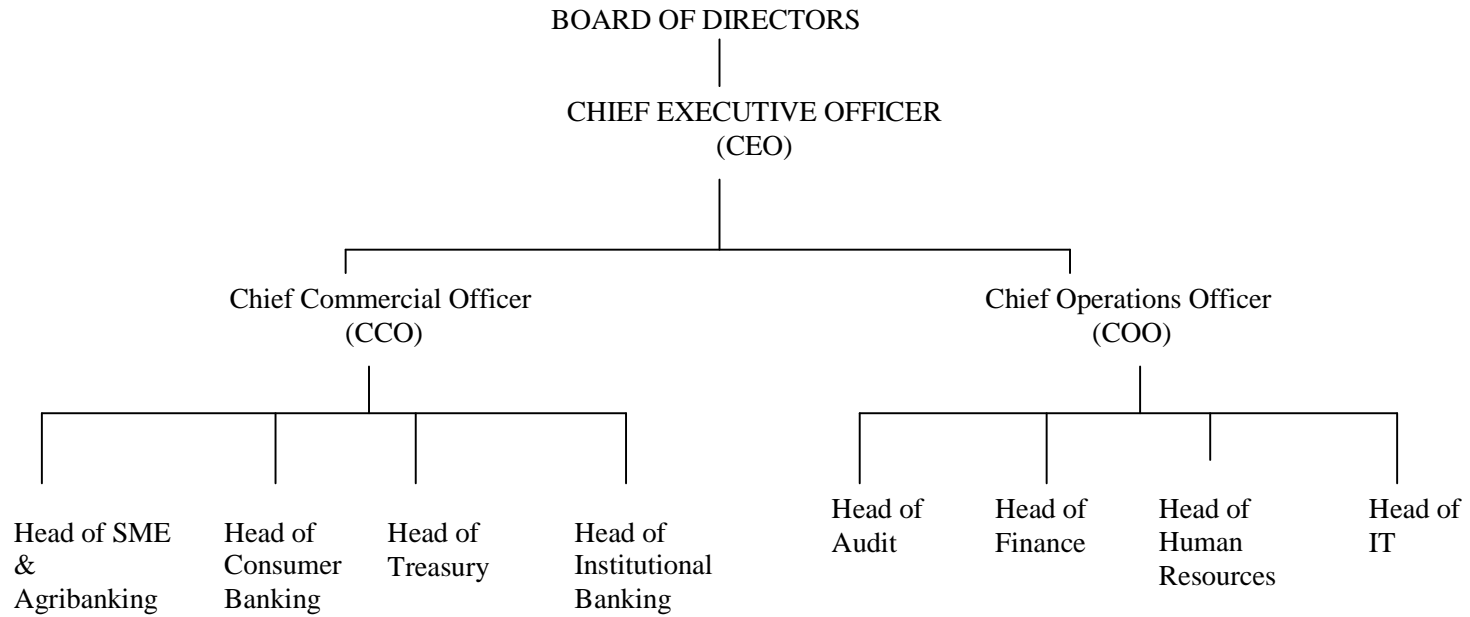 BOARD OF DIRECTORS
CHIEF EXECUTIVE OFFICER
(CEO)
Chief Commercial Officer
(CCO)
Chief Operations Officer
(COO)
Head of SME
&
Agribanking
Head of
Consumer
Banking
Head of
Treasury
Head of
Institutional
Banking
Head of
Audit
Head of
Finance
Head of
Human
Resources
Head of
IT